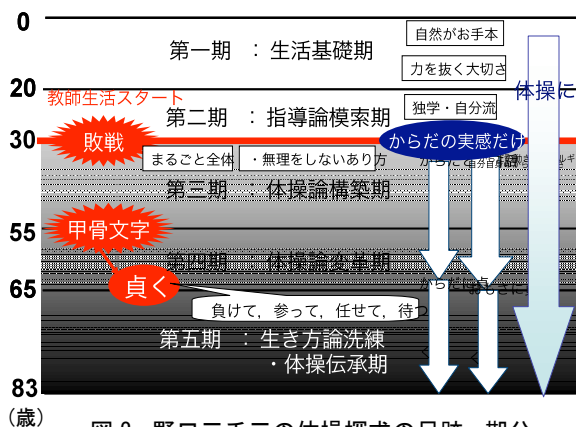 0
第一期 ：生活基礎期
自然がお手本
力を抜く大切さ
20
体操に
教師生活スタート
独学・自分流
第二期 ：指導論模索期
30
敗戦
からだの実感だけ
まるごと全体
・無理をしないあり方
第三期 ：体操論構築期
55
甲骨文字
第四期 ：体操論変革期
65
貞く
からだに貞く
負けて，参って，任せて，待つ
第五期 ：生き方論洗練
・体操伝承期
83
（歳）